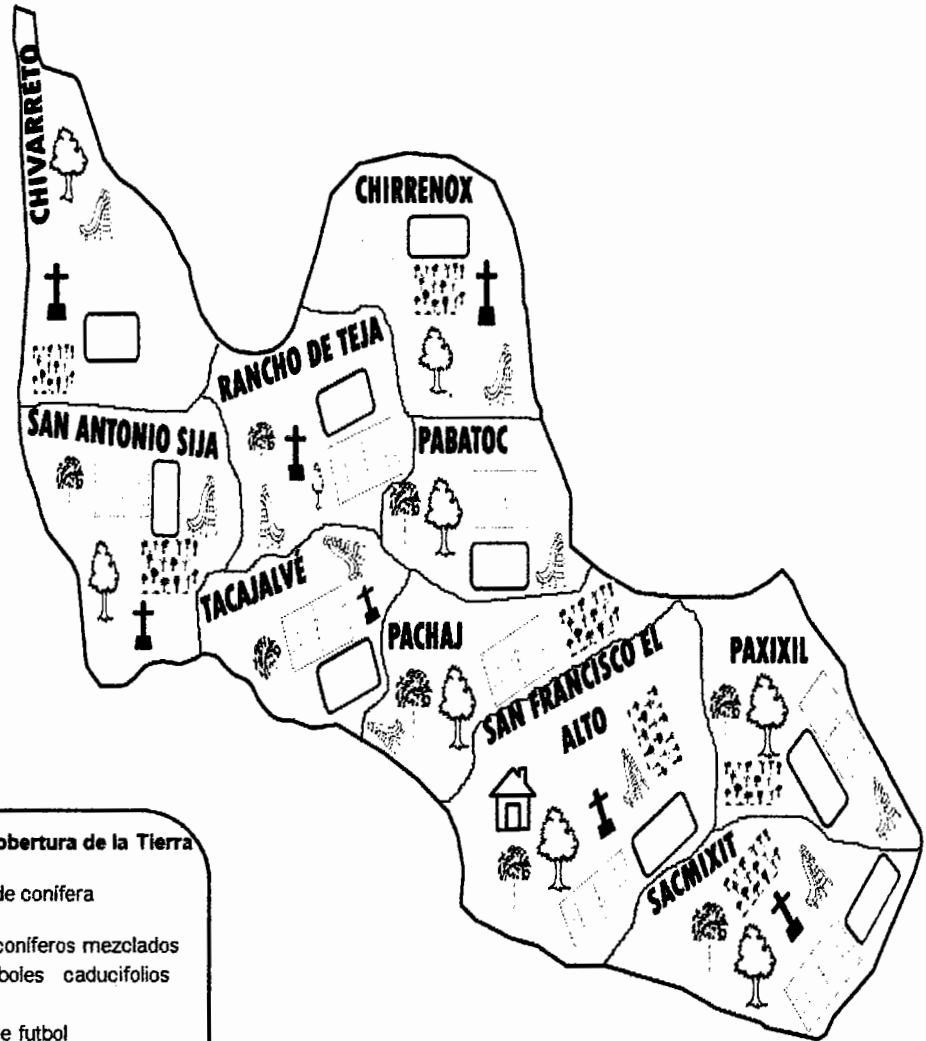 CHIVARRETO
CHIRRENOX
RANCHO DE TEJA
SAN ANTONIO SIJA
PABATOC
TACAJALVÉ
PACHAJ
SAN FRANCISCO EL
ALTO
PAXIXIL
SACMIXIT
obertura de la Tierra
de conífera
coníferos mezclados
boles caducifolios
e futbol